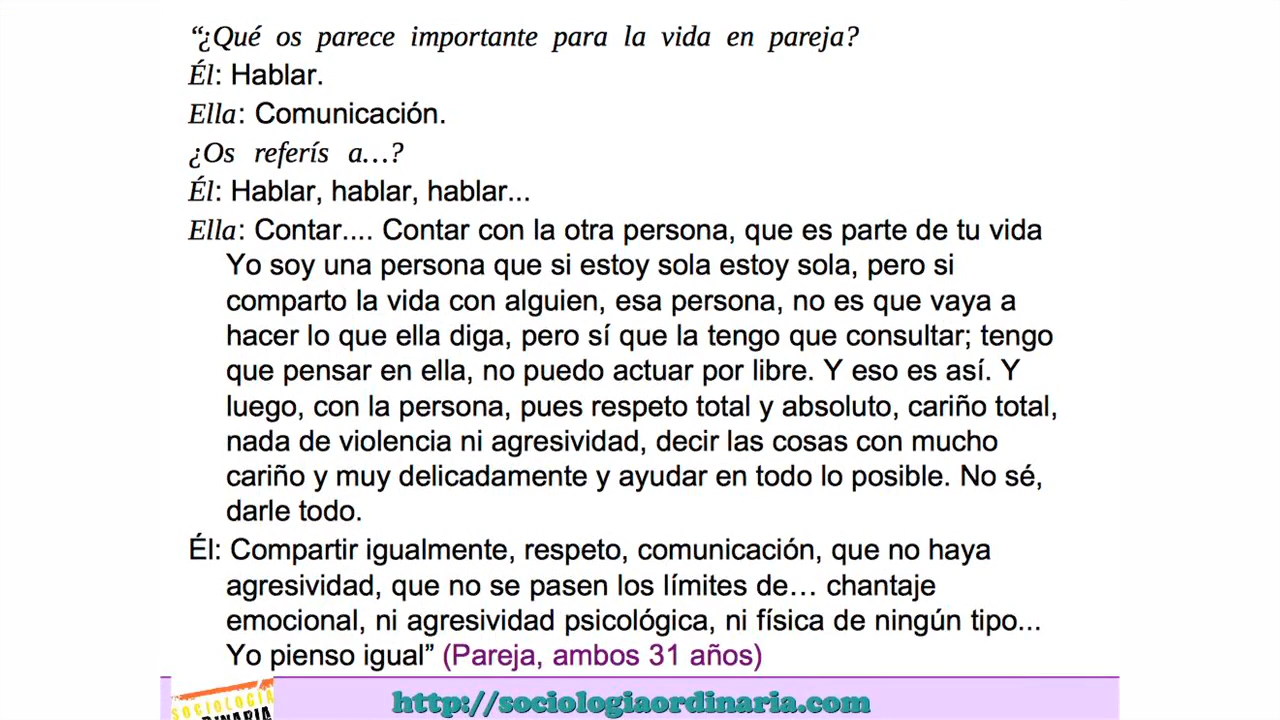 “¿Qué os parece importante para la vida en pareja?
Él: Hablar.
Ella: Comunicación.
¿Os referís a…?
Él: Hablar, hablar, hablar...
Ella: Contar.... Contar con la otra persona, que es parte de tu vida
Yo soy una persona que si estoy sola estoy sola, pero si
comparto la vida con alguien, esa persona, no es que vaya a
hacer lo que ella diga, pero sí que la tengo que consultar; tengo
que pensar en ella, no puedo actuar por libre. Y eso es así. Y
luego, con la persona, pues respeto total y absoluto, cariño total,
nada de violencia ni agresividad, decir las cosas con mucho
cariño y muy delicadamente y ayudar en todo lo posible. No sé,
darle todo.
Él: Compartir igualmente, respeto, comunicación, que no haya
agresividad, que no se pasen los límites de… chantaje
emocional, ni agresividad psicológica, ni física de ningún tipo...
Yo pienso igual” (Pareja, ambos 31 años)
SOCIOLOGÍA
http://sociologiaordinaria.com